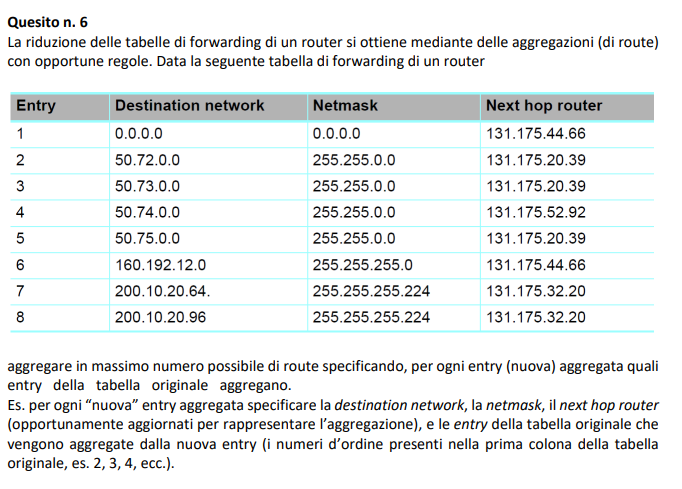 Quesito n. 6
La riduzione delle tabelle di forwarding di un router si ottiene mediante delle aggregazioni (di route)
con opportune regole. Data la seguente tabella di forwarding di un router
Entry Destination network Netmask Next hop router
1 0.0.0.0 0.0.0.0 131.175.44.66
2 50.72.0.0 255.255.0.0 131.175.20.39
3 50.73.0.0 255.255.0.0 131.175.20.39
4 50.74.0.0 255.255.0.0 131.175.52.92
5 50.75.0.0 255.255.0.0 131.175.20.39
6 160.192.12.0 255.255.255.0 131.175.44.66
7 200.10.20.64. 255.255.255.224 131.175.32.20
8 200.10.20.96 255.255.255.224 131.175.32.20
aggregare in massimo numero possibile di route specificando, per ogni entry (nuova) aggregata quali
entry della tabella originale aggregano.
Es. per ogni “nuova” entry aggregata specificare la destination network, la netmask, il next hop router
(opportunamente aggiornati per rappresentare l’aggregazione), e le entry della tabella originale che
vengono aggregate dalla nuova entry (i numeri d’ordine presenti nella prima colona della tabella
originale, es. 2, 3, 4, ecc.).